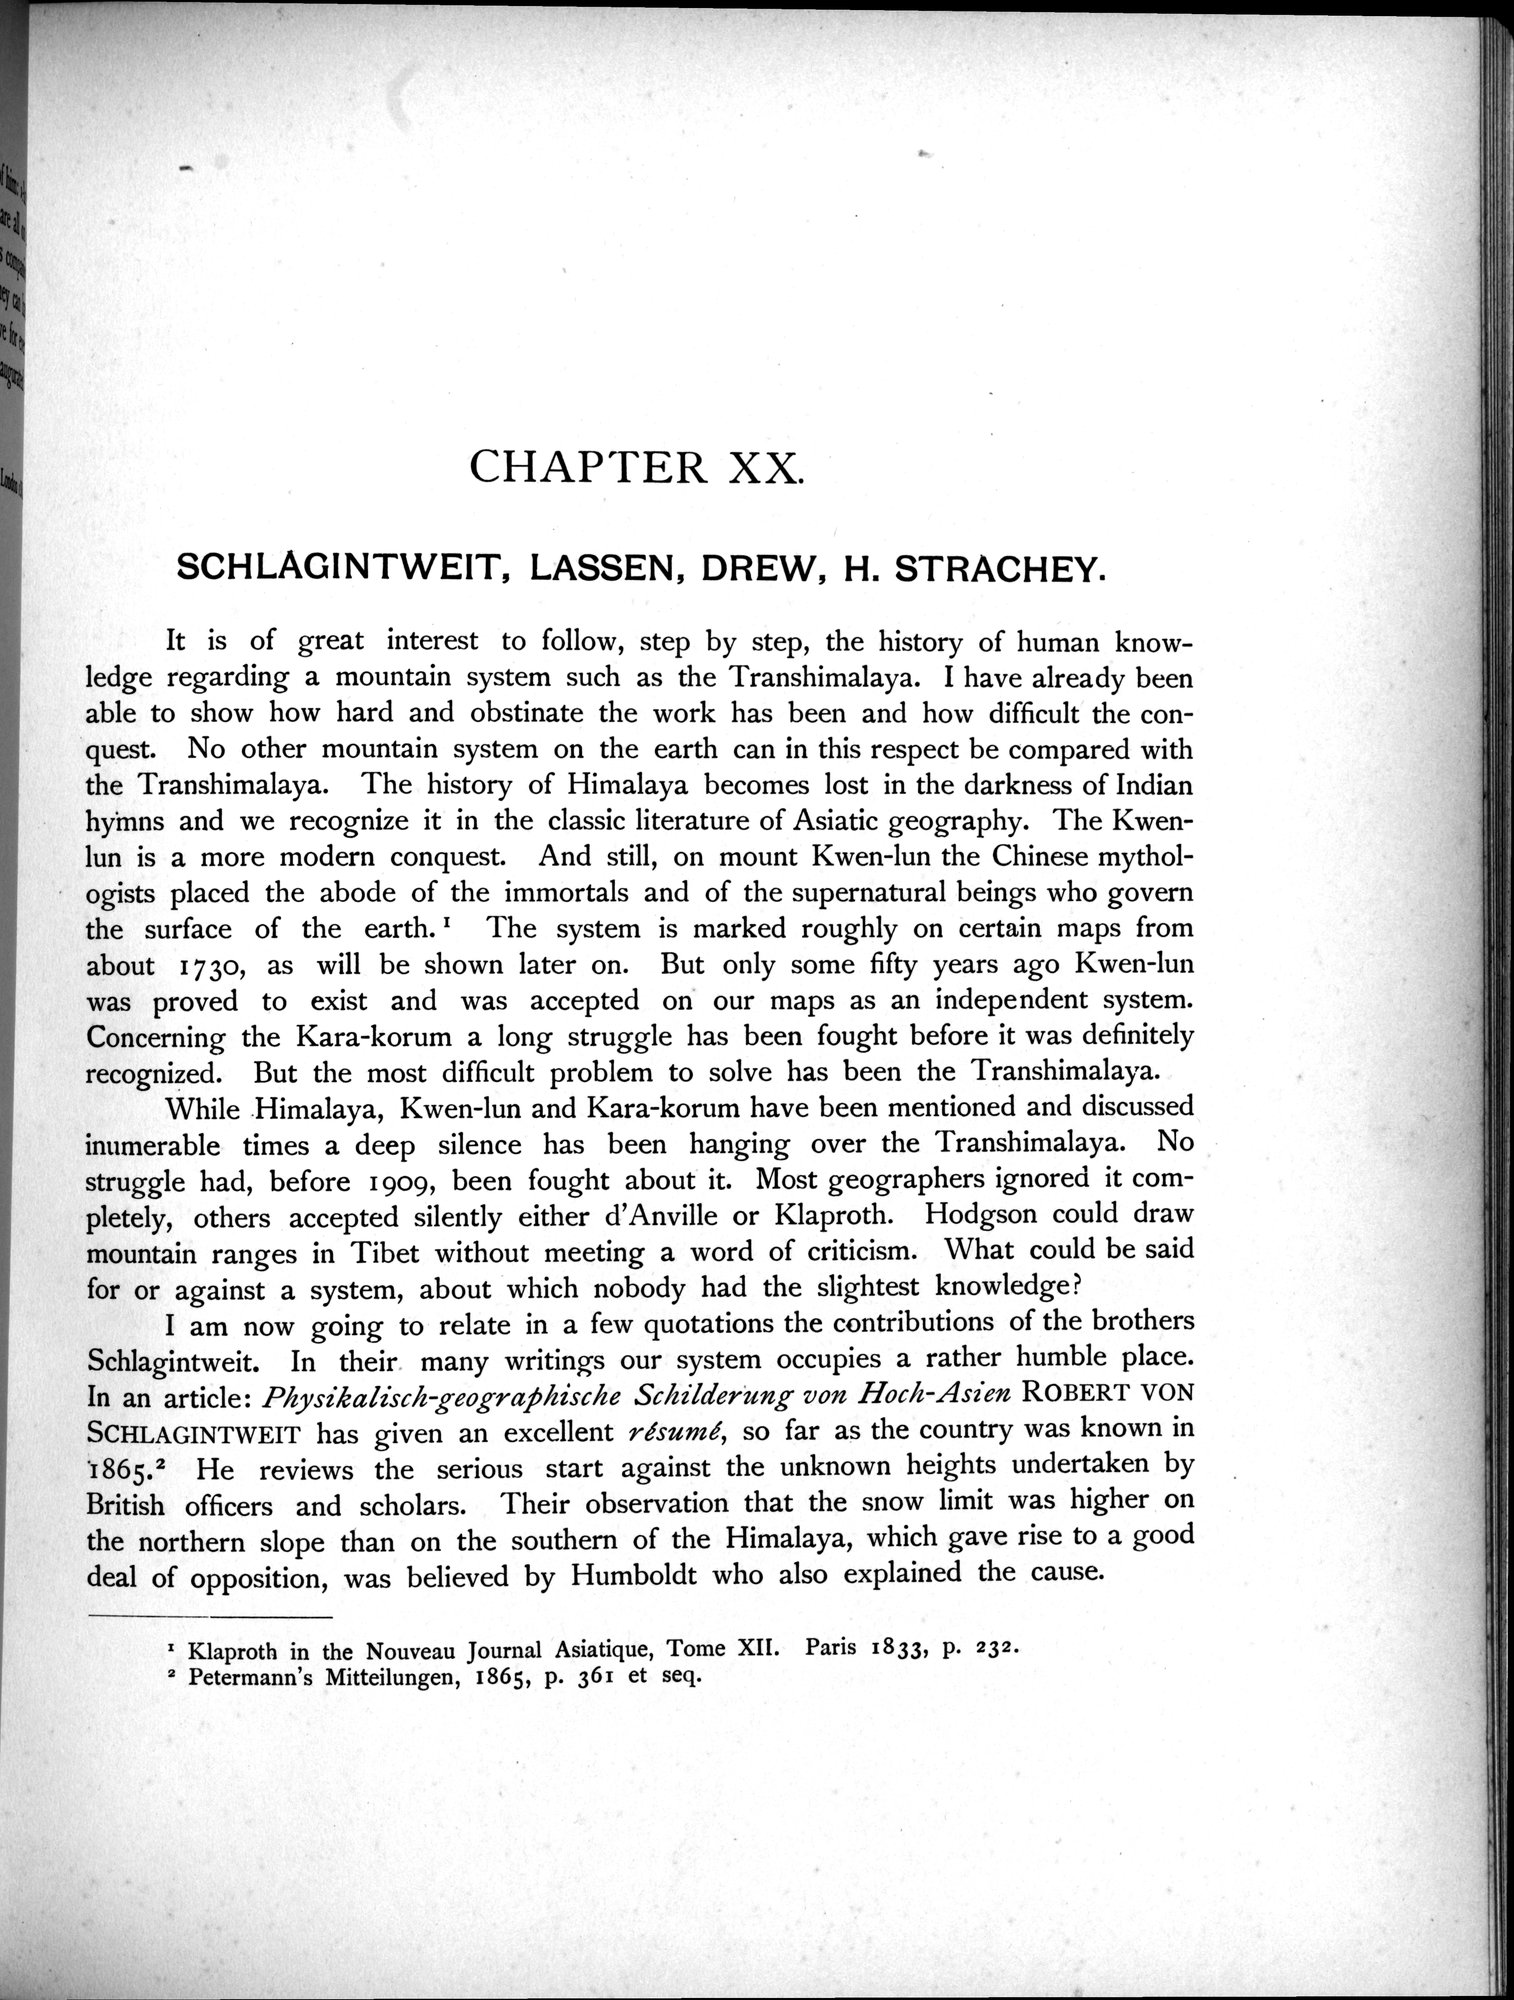 CHAPTER XX.
SCHLAGINTWEIT, LASSEN, DREW, H. STRACHEY.
It is of great interest to follow, step by step, the history of human know-
ledge regarding a mountain system such as the Transhimalaya. I have already been
able to show how hard and obstinate the work has been and how difficult the con-
quest. No other mountain system on the earth can in this respect be compared with
the Transhimalaya. The history of Himalaya becomes lost in the darkness of Indian
hymns and we recognize it in the classic literature of Asiatic geography. The Kwen-
lun is a more modern conquest. And still, on mount Kwen-lun the Chinese mythol-
ogists placed the abode of the immortals and of the supernatural beings who govern
the surface of the earth.¹ The system is marked roughly on certain maps from
about 1730, as will be shown later on. But only some fifty years ago Kwen-lun
was proved to exist and was accepted on our maps as an independent system.
Concerning the Kara-korum a long struggle has been fought before it was definitely
recognized. But the most difficult problem to solve has been the Transhimalaya.
While Himalaya, Kwen-lun and Kara-korum have been mentioned and discussed
inumerable times a deep silence has been hanging over the Transhimalaya. No
struggle had, before 1909, been fought about it. Most geographers ignored it com-
pletely, others accepted silently either d'Anville or Klaproth. Hodgson could draw
mountain ranges in Tibet without meeting a word of criticism. What could be said
for or against a system, about which nobody had the slightest knowledge?
I am now going to relate in a few quotations the contributions of the brothers
Schlagintweit. In their many writings our system occupies a rather humble place.
In an article: Physikalisch-geographische Schilderung von Hoch-Asien ROBERT VON
SCHLAGINTWEIT has given an excellent résumé, so far as the country was known in
1865.² He reviews the serious start against the unknown heights undertaken by
British officers and scholars. Their observation that the snow limit was higher on
the northern slope than on the southern of the Himalaya, which gave rise to a good
deal of opposition, was believed by Humboldt who also explained the cause.
¹ Klaproth in the Nouveau Journal Asiatique, Tome XII. Paris 1833, p. 232.
² Petermann's Mitteilungen, 1865, p. 361 et seq.